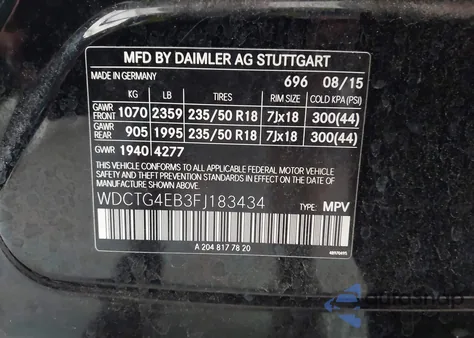 MFD BY DAIMLER AG STUTTGART
MADE IN GERMANY 696 08/15
KG LB TIRES RIM SIZE COLD KPA (PSI)
GAWR FRONT 1070 2359 235/50 R18 7Jx18 300(44)
GAWR REAR 905 1995 235/50 R18 7Jx18 300(44)
GWR 1940 4277
THIS VEHICLE CONFORMS TO ALL APPLICABLE FEDERAL MOTOR VEHICLE
SAFETY AND THEFT PREVENTION STANDARDS IN EFFECT ON THE DATE
OF MANUFACTURE SHOWN ABOVE.
WDCTG4EB3FJ183434 TYPE: MPV
A 204 817 78 20